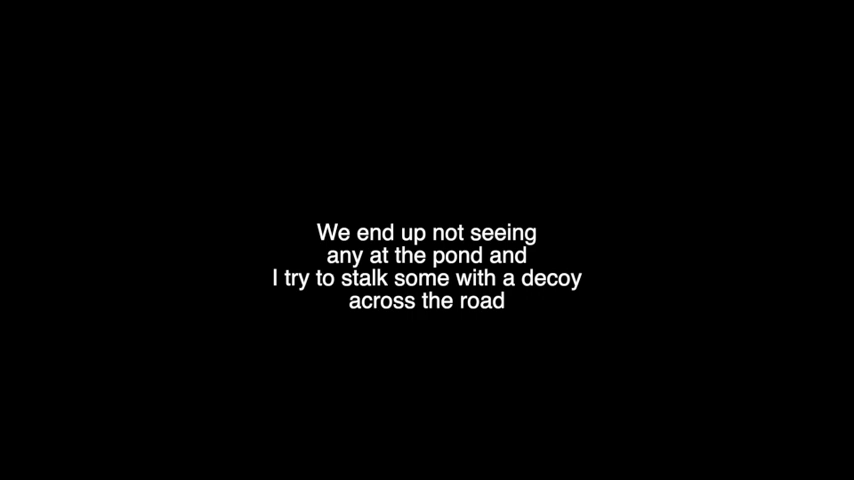 We end up not seeing
any at the pond and
I try to stalk some with a decoy
across the road